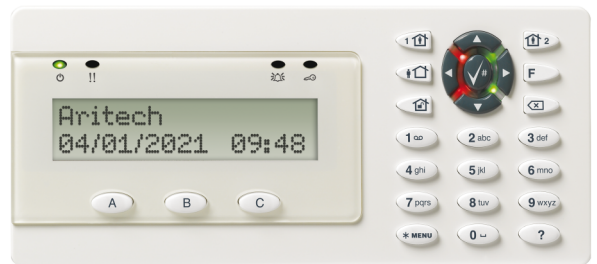 1 2
!!
Aritech
04/01/2021 09:48
# F
A B C
1 2 abc 3 def
4 ghi 5 jkl 6 mno
7 pqrs 8 tuv 9 wxyz
* MENU 0 ?